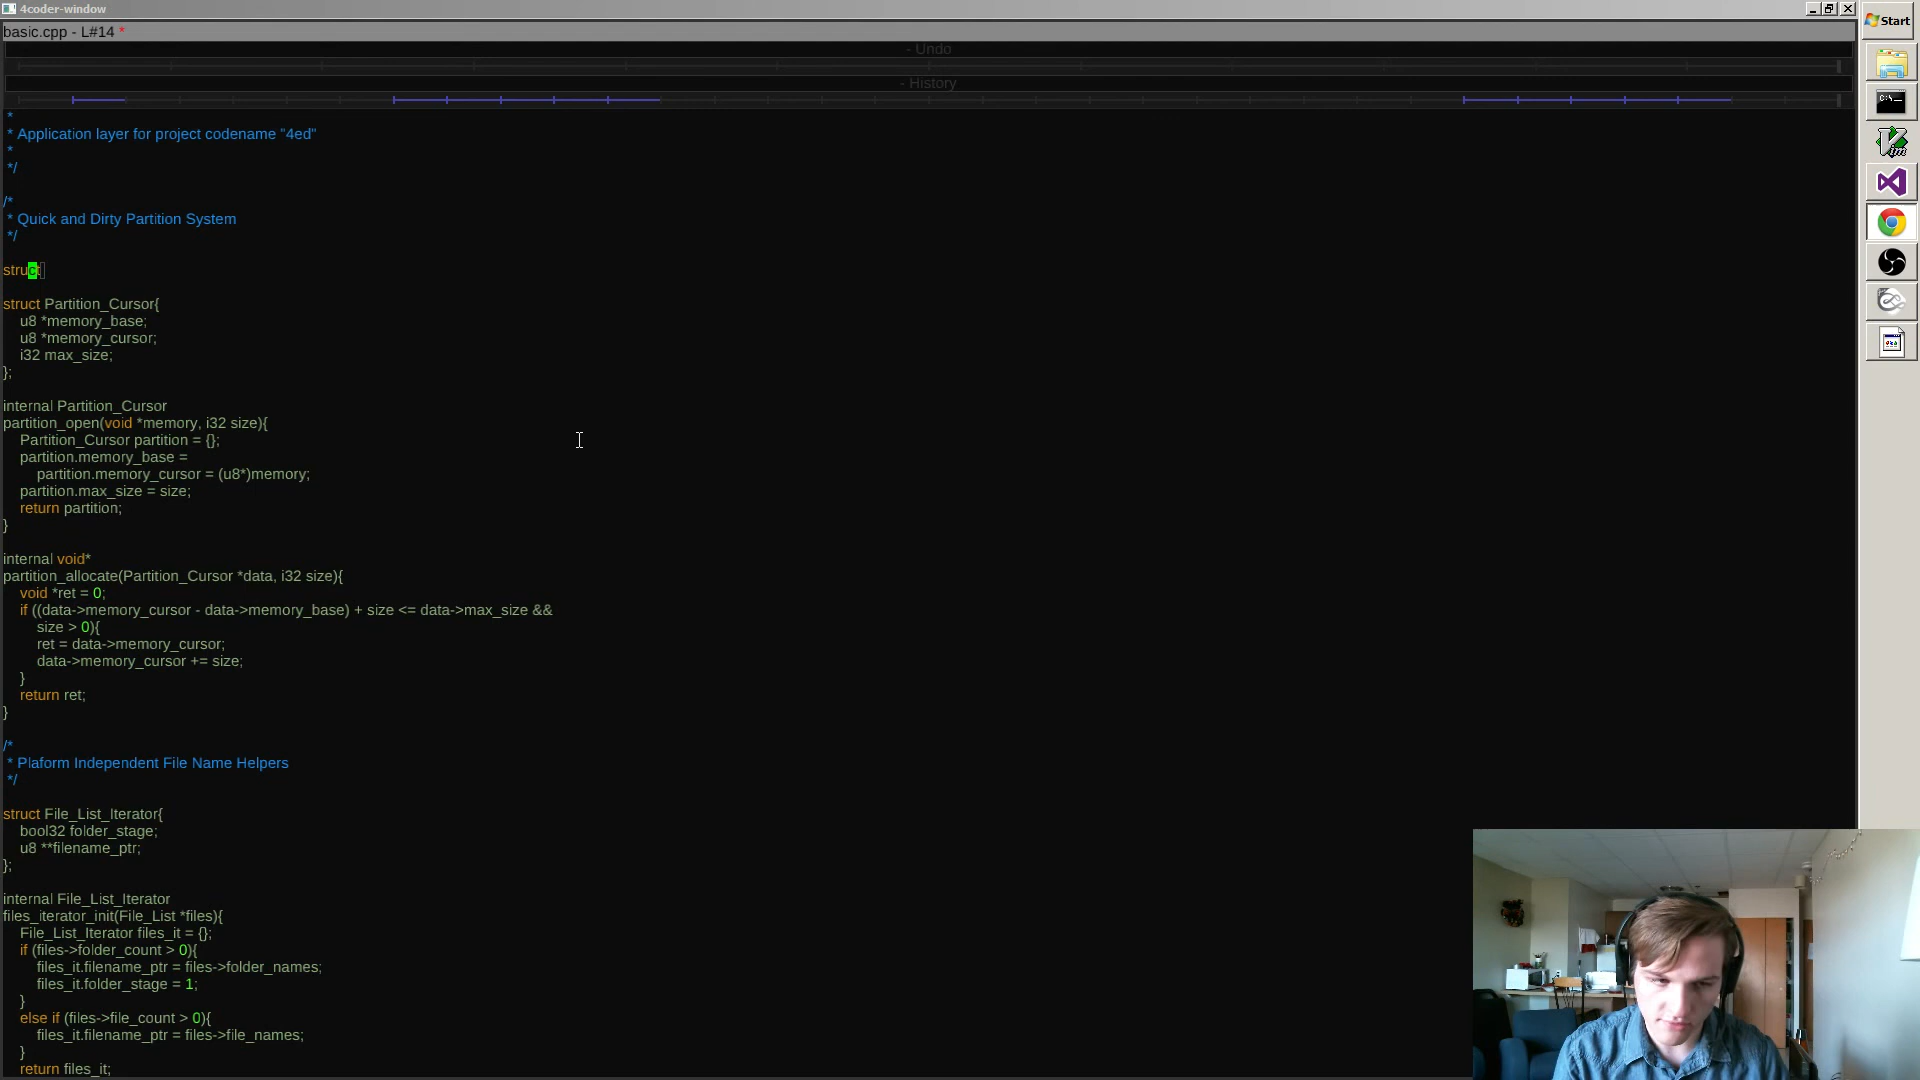 4coder-window
Start
basic.cpp - L#14 *
- Undo
- History
*
* Application layer for project codename "4ed"
*
*/
/*
* Quick and Dirty Partition System
*/
struct
struct Partition_Cursor{
u8 *memory_base;
u8 *memory_cursor;
i32 max_size;
};
internal Partition_Cursor
partition_open(void *memory, i32 size){
Partition_Cursor partition = {};
partition.memory_base =
partition.memory_cursor = (u8*)memory;
partition.max_size = size;
return partition;
}
internal void*
partition_allocate(Partition_Cursor *data, i32 size){
void *ret = 0;
if ((data->memory_cursor - data->memory_base) + size <= data->max_size &&
size > 0){
ret = data->memory_cursor;
data->memory_cursor += size;
}
return ret;
}
/*
* Plaform Independent File Name Helpers
*/
struct File_List_Iterator{
bool32 folder_stage;
u8 **filename_ptr;
};
internal File_List_Iterator
files_iterator_init(File_List *files){
File_List_Iterator files_it = {};
if (files->folder_count > 0){
files_it.filename_ptr = files->folder_names;
files_it.folder_stage = 1;
}
else if (files->file_count > 0){
files_it.filename_ptr = files->file_names;
}
return files_it;